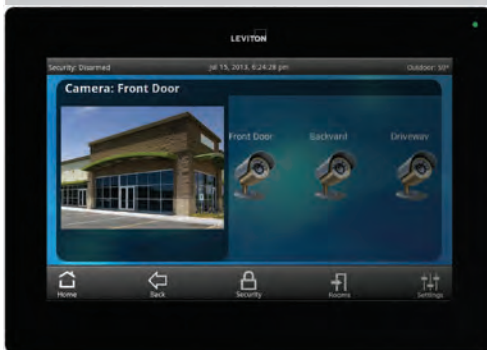 LEVITON
Security: Disarmed Jul 15, 2013, 6:24:28 pm Outdoor: 50°
Camera: Front Door
Front Door Backyard Driveway
Home Back Security Rooms Settings